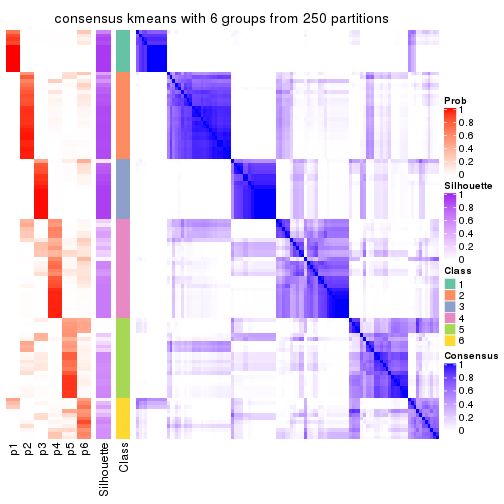 consensus kmeans with 6 groups from 250 partitions
Prob
1
0.8
0.6
0.4
0.2
0
Silhouette
1
0.8
0.6
0.4
0.2
0
Class
1
2
3
4
5
6
Consensus
1
0.8
0.6
0.4
0.2
0
p1
p2
p3
p4
p5
p6
Silhouette
Class